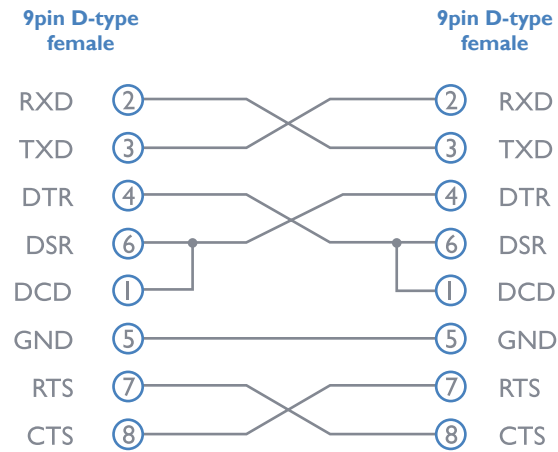 9pin D-type
female
9pin D-type
female
RXD 2 2 RXD
TXD 3 3 TXD
DTR 4 4 DTR
DSR 6 6 DSR
DCD 1 1 DCD
GND 5 5 GND
RTS 7 7 RTS
CTS 8 8 CTS